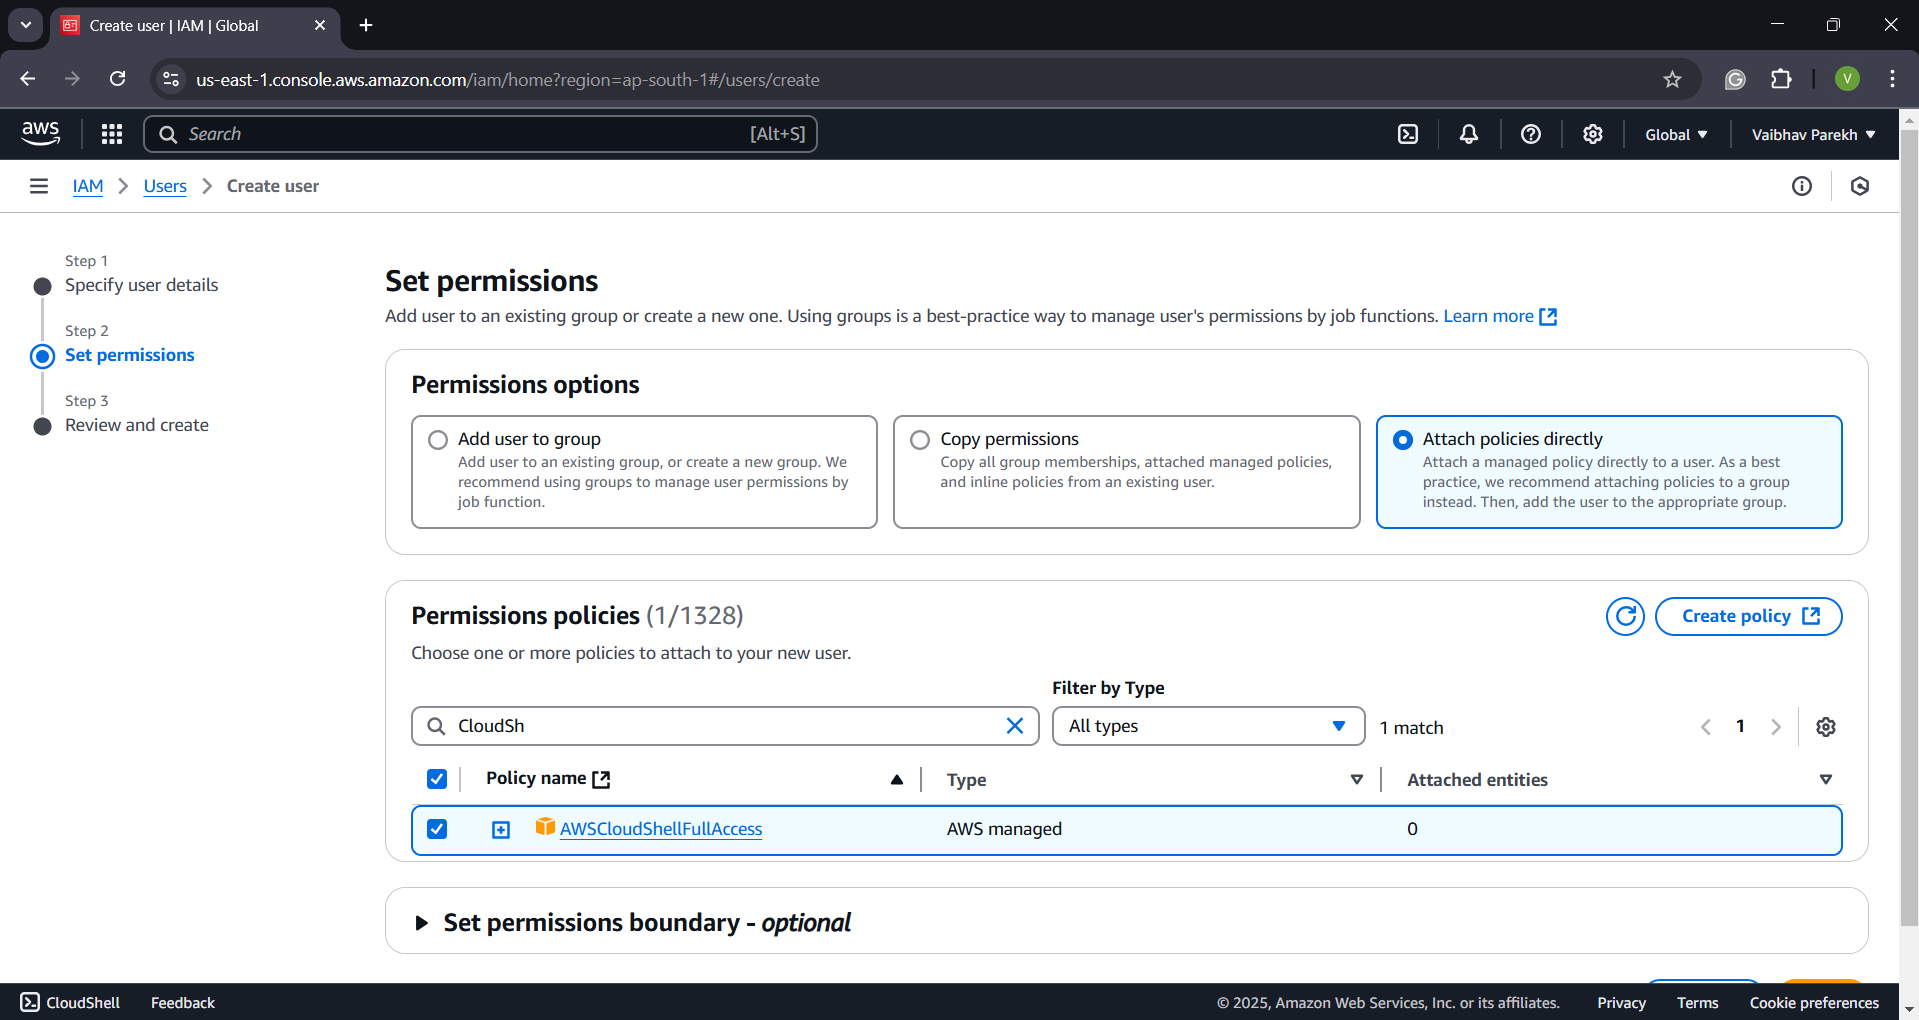 Create user | IAM | Global
us-east-1.console.aws.amazon.com/iam/home?region=ap-south-1#/users/create
V
aws
Search
[Alt+S]
Global
Vaibhav Parekh
IAM
Users
Create user
Step 1
Specify user details
Step 2
Set permissions
Step 3
Review and create
Set permissions
Add user to an existing group or create a new one. Using groups is a best-practice way to manage user's permissions by job functions. Learn more
Permissions options
Add user to group
Add user to an existing group, or create a new group. We
recommend using groups to manage user permissions by
job function.
Copy permissions
Copy all group memberships, attached managed policies,
and inline policies from an existing user.
Attach policies directly
Attach a managed policy directly to a user. As a best
practice, we recommend attaching policies to a group
instead. Then, add the user to the appropriate group.
Permissions policies (1/1328)
Create policy
Choose one or more policies to attach to your new user.
Filter by Type
CloudSh
All types
1 match
1
Policy name
Type
Attached entities
AWSCloudShellFullAccess
AWS managed
0
Set permissions boundary - optional
CloudShell
Feedback
© 2025, Amazon Web Services, Inc. or its affiliates.
Privacy
Terms
Cookie preferences